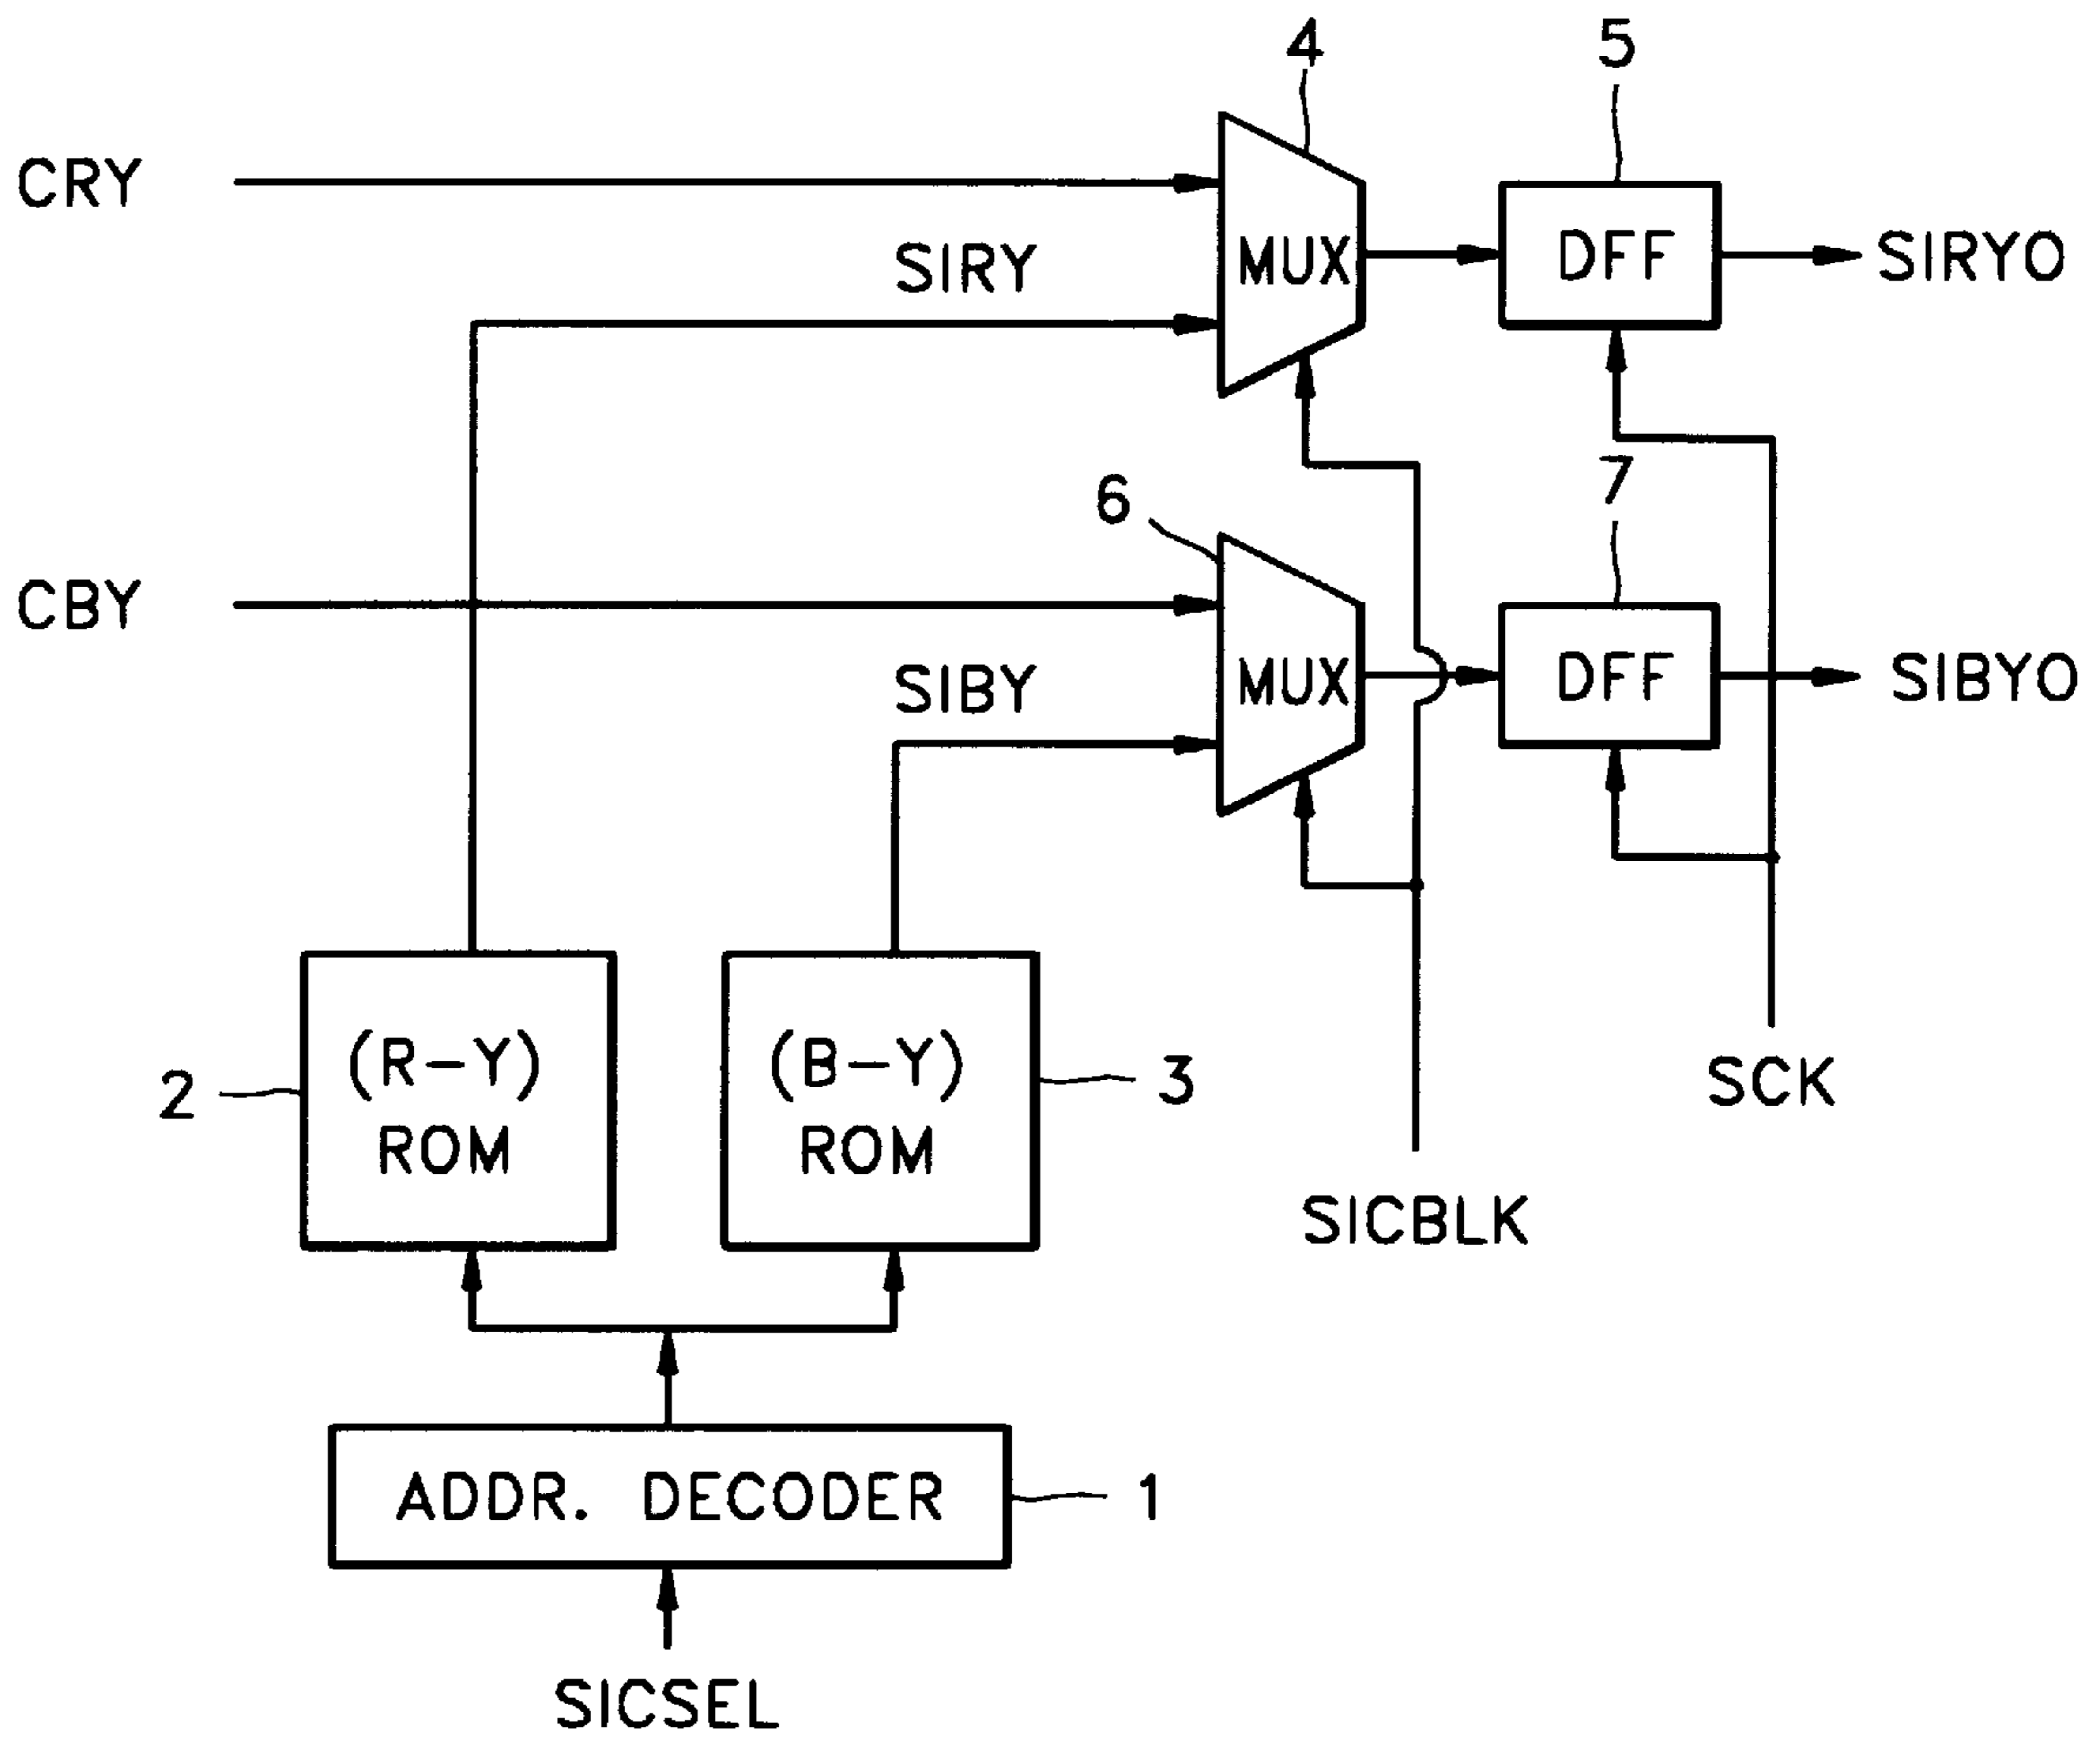 4
5
CRY
SIRY
MUX
DFF
SIRYO
6
7
CBY
SIBY
MUX
DFF
SIBYO
2
(R-Y)
ROM
(B-Y)
ROM
3
SCK
SICBLK
ADDR. DECODER
1
SICSEL